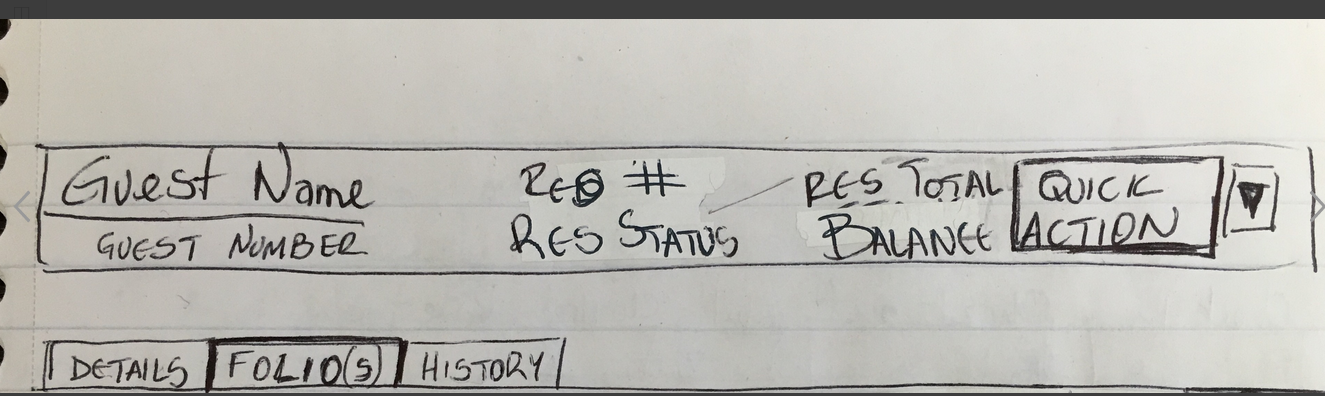 Guest Name
GUEST NUMBER
RES #
RES STATUS
RES TOTAL
BALANCE
QUICK
ACTION
DETAILS
FOLIO(S)
HISTORY